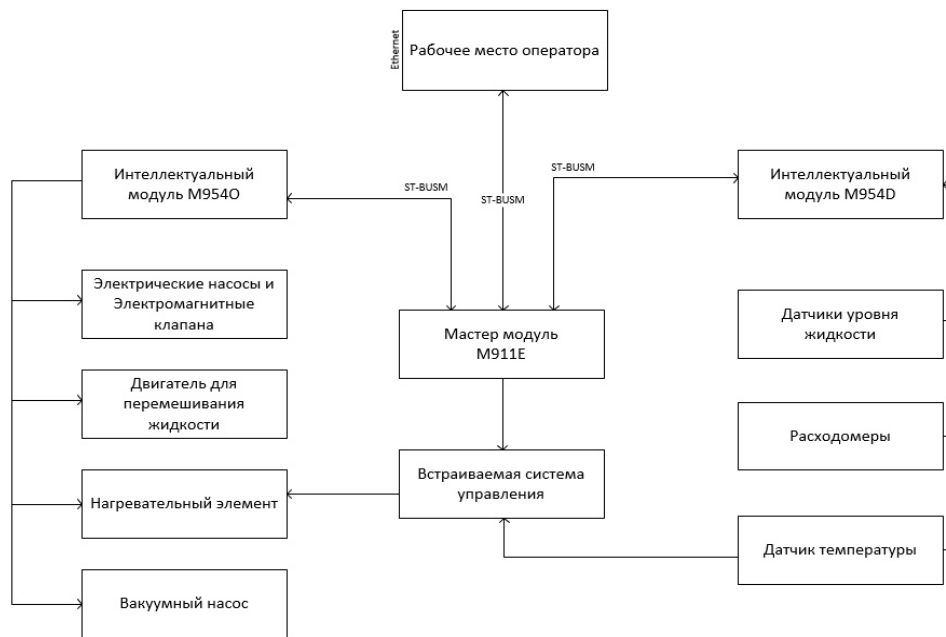 Ethernet
Рабочее место оператора
Интеллектуальный
модуль M954O
ST-BUSM
ST-BUSM
ST-BUSM
Интеллектуальный
модуль M954D
Электрические насосы и
Электромагнитные
клапана
Мастер модуль
M911E
Датчики уровня
жидкости
Двигатель для
перемешивания
жидкости
Расходомеры
Встраиваемая система
управления
Нагревательный элемент
Датчик температуры
Вакуумный насос